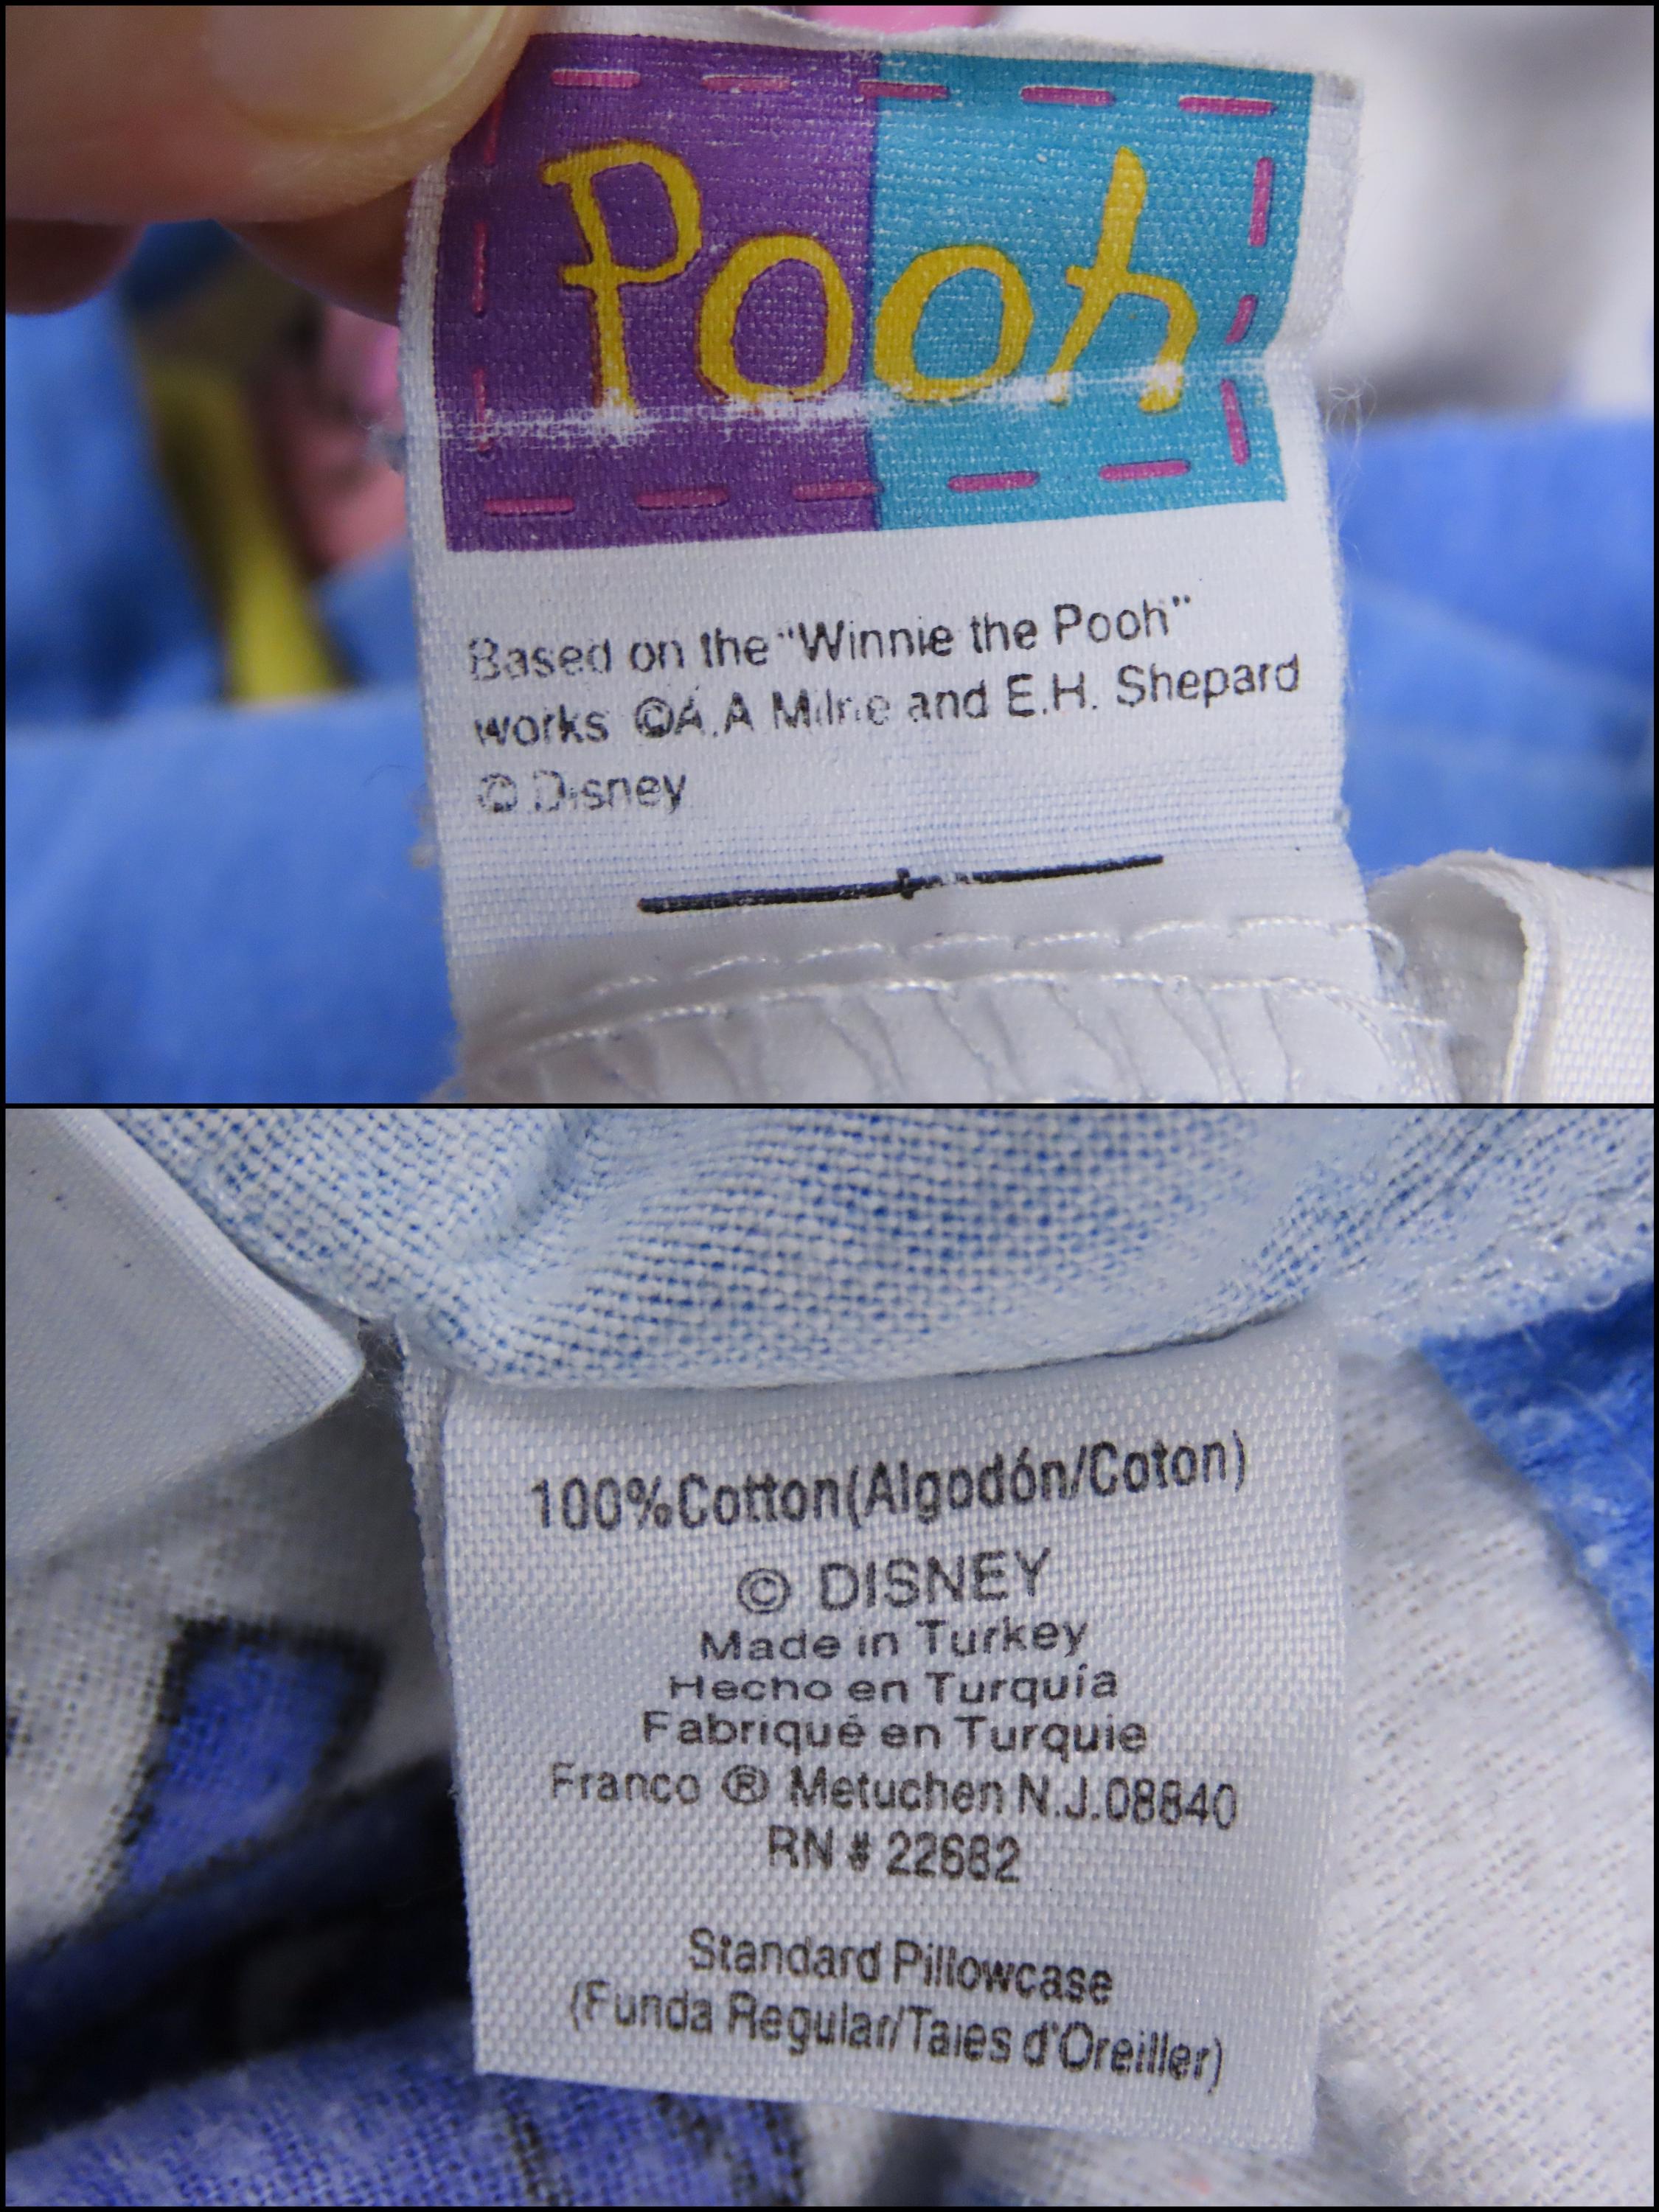 Pooh
Based on the "Winnie the Pooh"
works ©A.A Milne and E.H. Shepard
© Disney
100%Cotton(Algodón/Coton)
© DISNEY
Made in Turkey
Hecho en Turquía
Fabriqué en Turquie
Franco ® Metuchen N.J.08840
RN # 22682
Standard Pillowcase
(Funda Regular/Taies d'Oreiller)